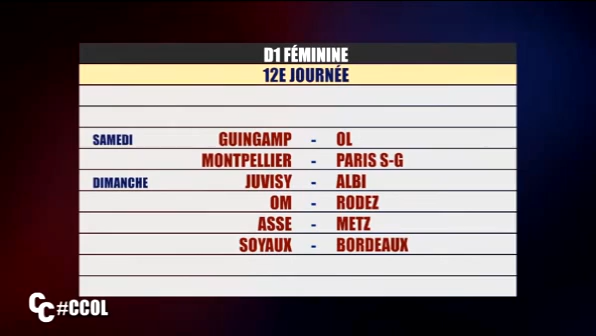 D1 FÉMININE
12E JOURNÉE
SAMEDI GUINGAMP - OL
MONTPELLIER - PARIS S-G
DIMANCHE JUVISY - ALBI
OM - RODEZ
ASSE - METZ
SOYAUX - BORDEAUX
CC #CCOL